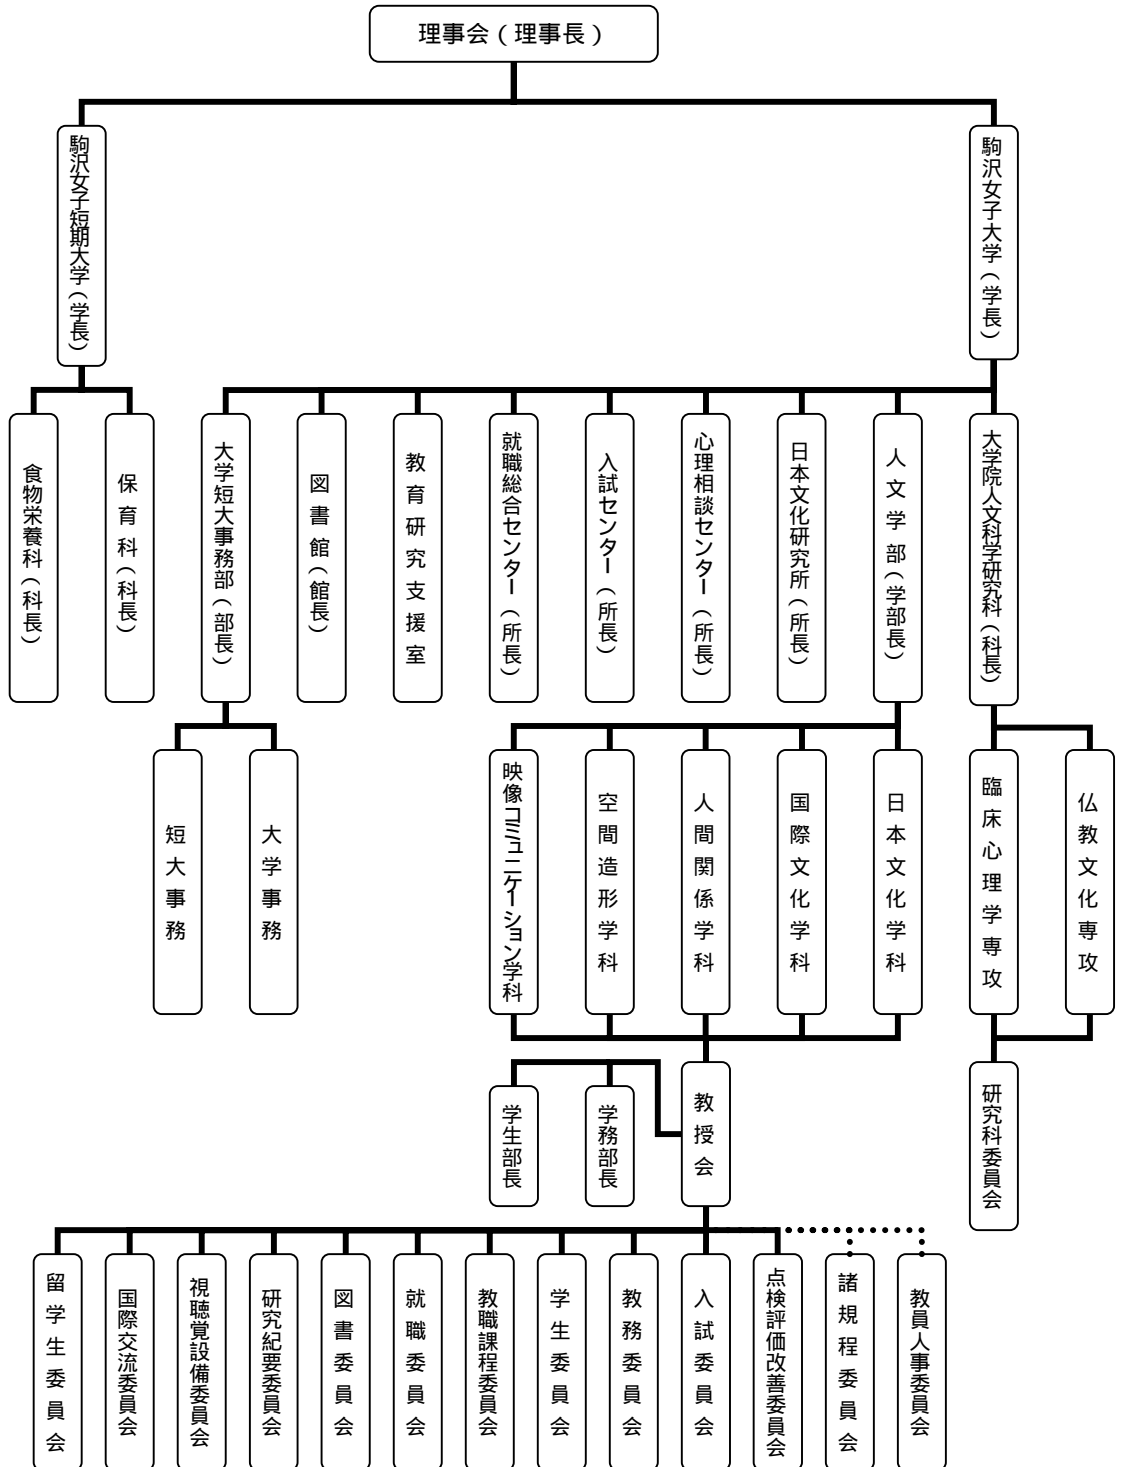 理事会(理事長)
駒沢女子短期大学(学長)
駒沢女子大学(学長)
食物栄養科(科長)
保育科(科長)
大学短大事務部(部長)
図書館(館長)
教育研究支援室
就職総合センター(所長)
入試センター(所長)
心理相談センター(所長)
日本文化研究所(所長)
人文学部(学部長)
大学院人文科学研究科(科長)
短大事務
大学事務
映像コミュニケーション学科
空間造形学科
人間関係学科
国際文化学科
日本文化学科
臨床心理学専攻
仏教文化専攻
学生部長
学務部長
教授会
研究科委員会
留学生委員会
国際交流委員会
視聴覚設備委員会
研究紀要委員会
図書委員会
就職委員会
教職課程委員会
学生委員会
教務委員会
入試委員会
点検評価改善委員会
諸規程委員会
教員人事委員会